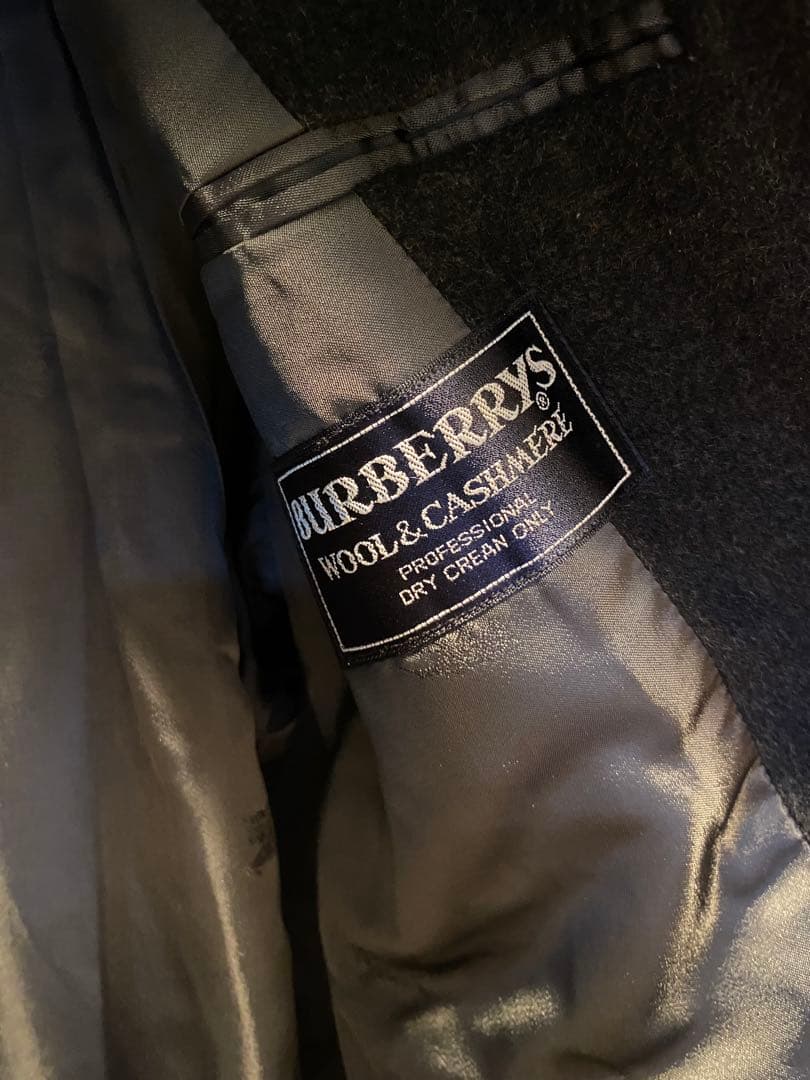 BURBERRYS®
WOOL & CASHMERE
PROFESSIONAL
DRY CREAN ONLY